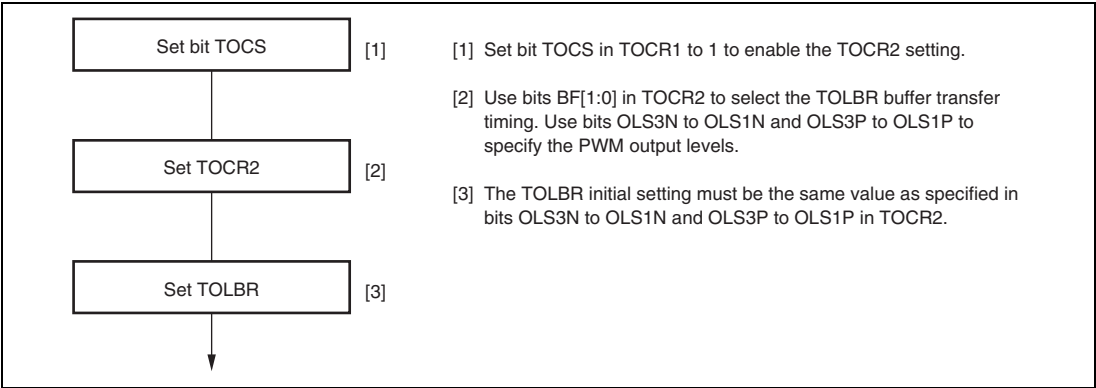 Set bit TOCS
[1]
[1] Set bit TOCS in TOCR1 to 1 to enable the TOCR2 setting.
[2] Use bits BF[1:0] in TOCR2 to select the TOLBR buffer transfer
timing. Use bits OLS3N to OLS1N and OLS3P to OLS1P to
specify the PWM output levels.
Set TOCR2
[2]
[3] The TOLBR initial setting must be the same value as specified in
bits OLS3N to OLS1N and OLS3P to OLS1P in TOCR2.
Set TOLBR
[3]